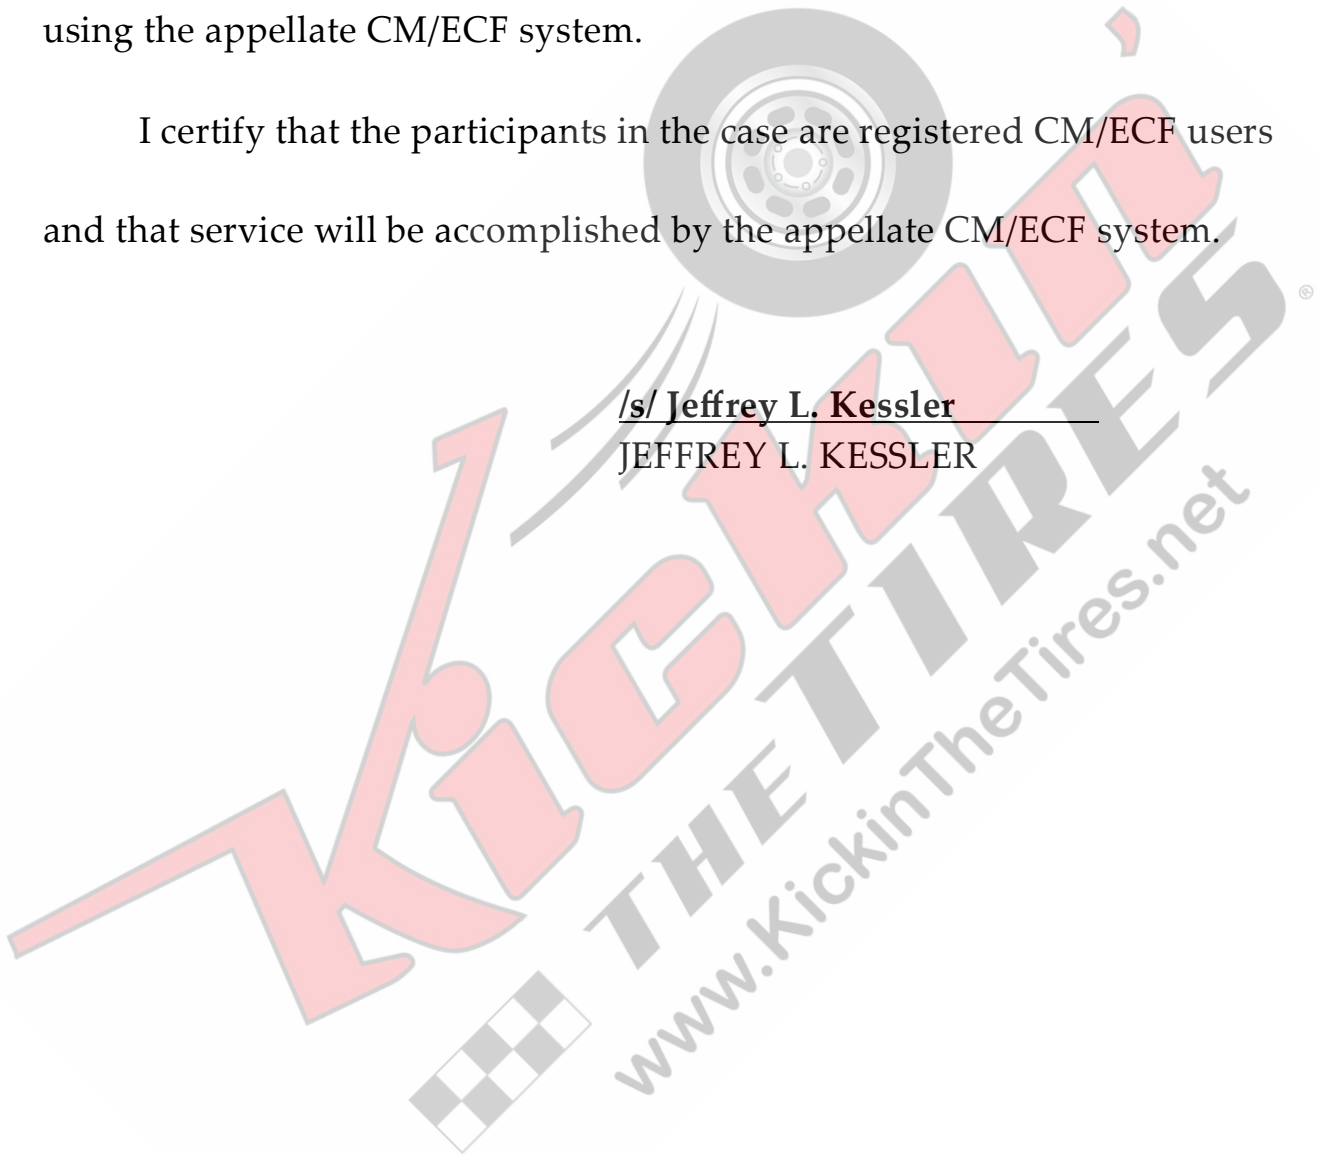 using the appellate CM/ECF system.
I certify that the participants in the case are registered CM/ECF users
and that service will be accomplished by the appellate CM/ECF system.
/s/ Jeffrey L. Kessler
JEFFREY L. KESSLER
Kickin'
THE TIRES
®
www.KickinTheTires.net